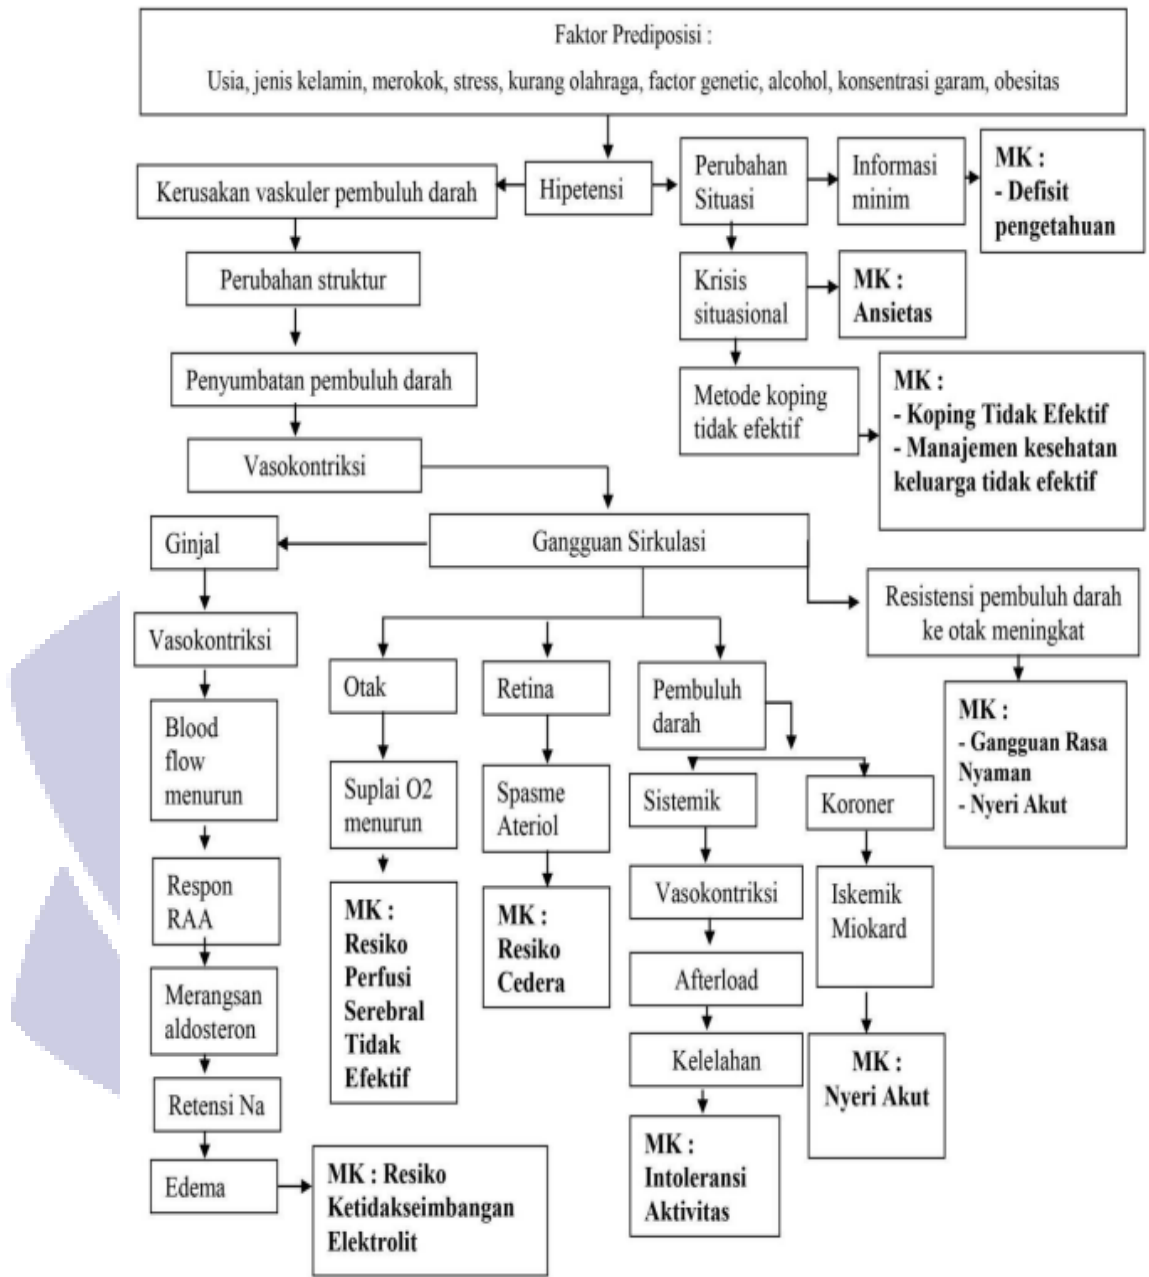 Faktor Prediposisi :
Usia, jenis kelamin, merokok, stress, kurang olahraga, factor genetic, alcohol, konsentrasi garam, obesitas
Kerusakan vaskuler pembuluh darah
Hipetensi
Perubahan
Situasi
Informasi
minim
MK :
- Defisit
pengetahuan
Perubahan struktur
Krisis
situasional
MK :
Ansietas
Penyumbatan pembuluh darah
Metode koping
tidak efektif
MK :
- Koping Tidak Efektif
- Manajemen kesehatan
keluarga tidak efektif
Vasokontriksi
Ginjal
Gangguan Sirkulasi
Resistensi pembuluh darah
ke otak meningkat
MK :
- Gangguan Rasa
Nyaman
- Nyeri Akut
Vasokontriksi
Blood
flow
menurun
Respon
RAA
Merangsan
aldosteron
Retensi Na
Edema
MK : Resiko
Ketidakseimbangan
Elektrolit
Otak
Suplai O2
menurun
MK :
Resiko
Perfusi
Serebral
Tidak
Efektif
Retina
Spasme
Ateriol
MK :
Resiko
Cedera
Pembuluh
darah
Sistemik
Vasokontriksi
Afterload
Kelelahan
MK :
Intoleransi
Aktivitas
Koroner
Iskemik
Miokard
MK :
Nyeri Akut